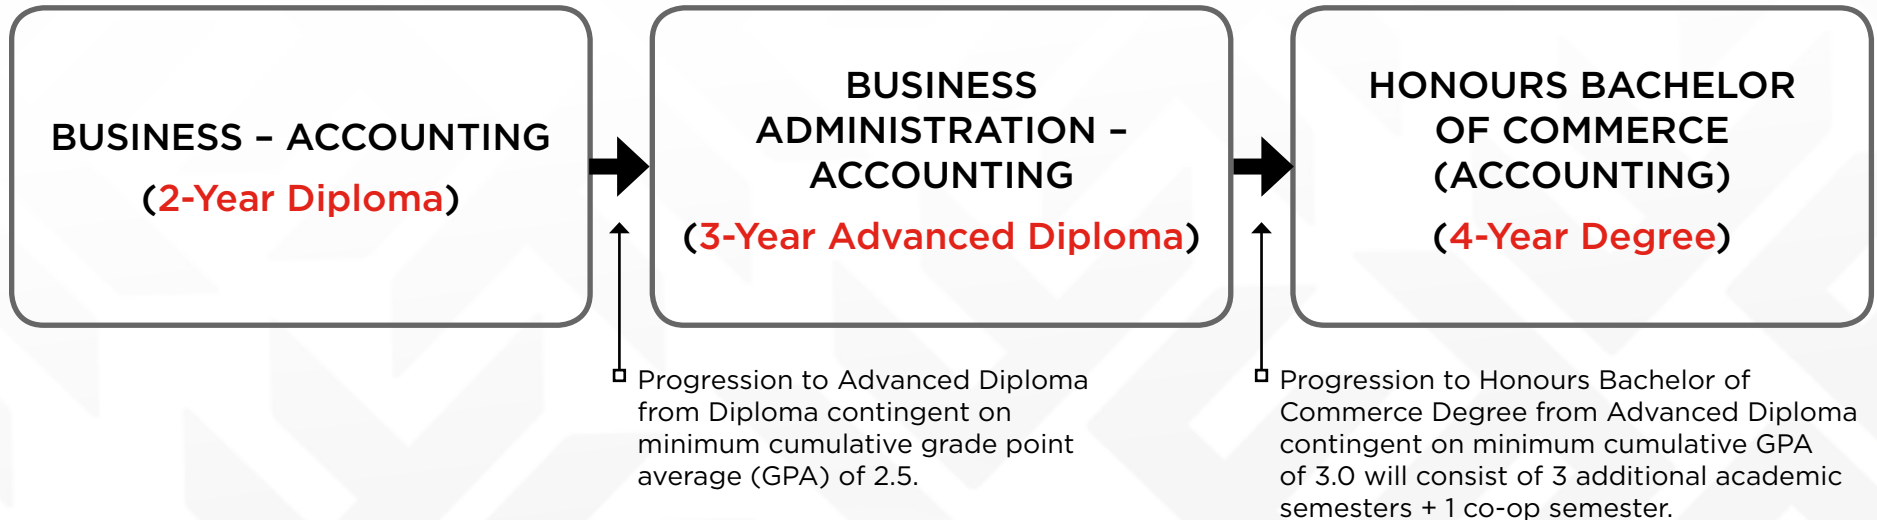 BUSINESS – ACCOUNTING
(2-Year Diploma)
BUSINESS
ADMINISTRATION –
ACCOUNTING
(3-Year Advanced Diploma)
HONOURS BACHELOR
OF COMMERCE
(ACCOUNTING)
(4-Year Degree)
Progression to Advanced Diploma
from Diploma contingent on
minimum cumulative grade point
average (GPA) of 2.5.
Progression to Honours Bachelor of
Commerce Degree from Advanced Diploma
contingent on minimum cumulative GPA
of 3.0 will consist of 3 additional academic
semesters + 1 co-op semester.